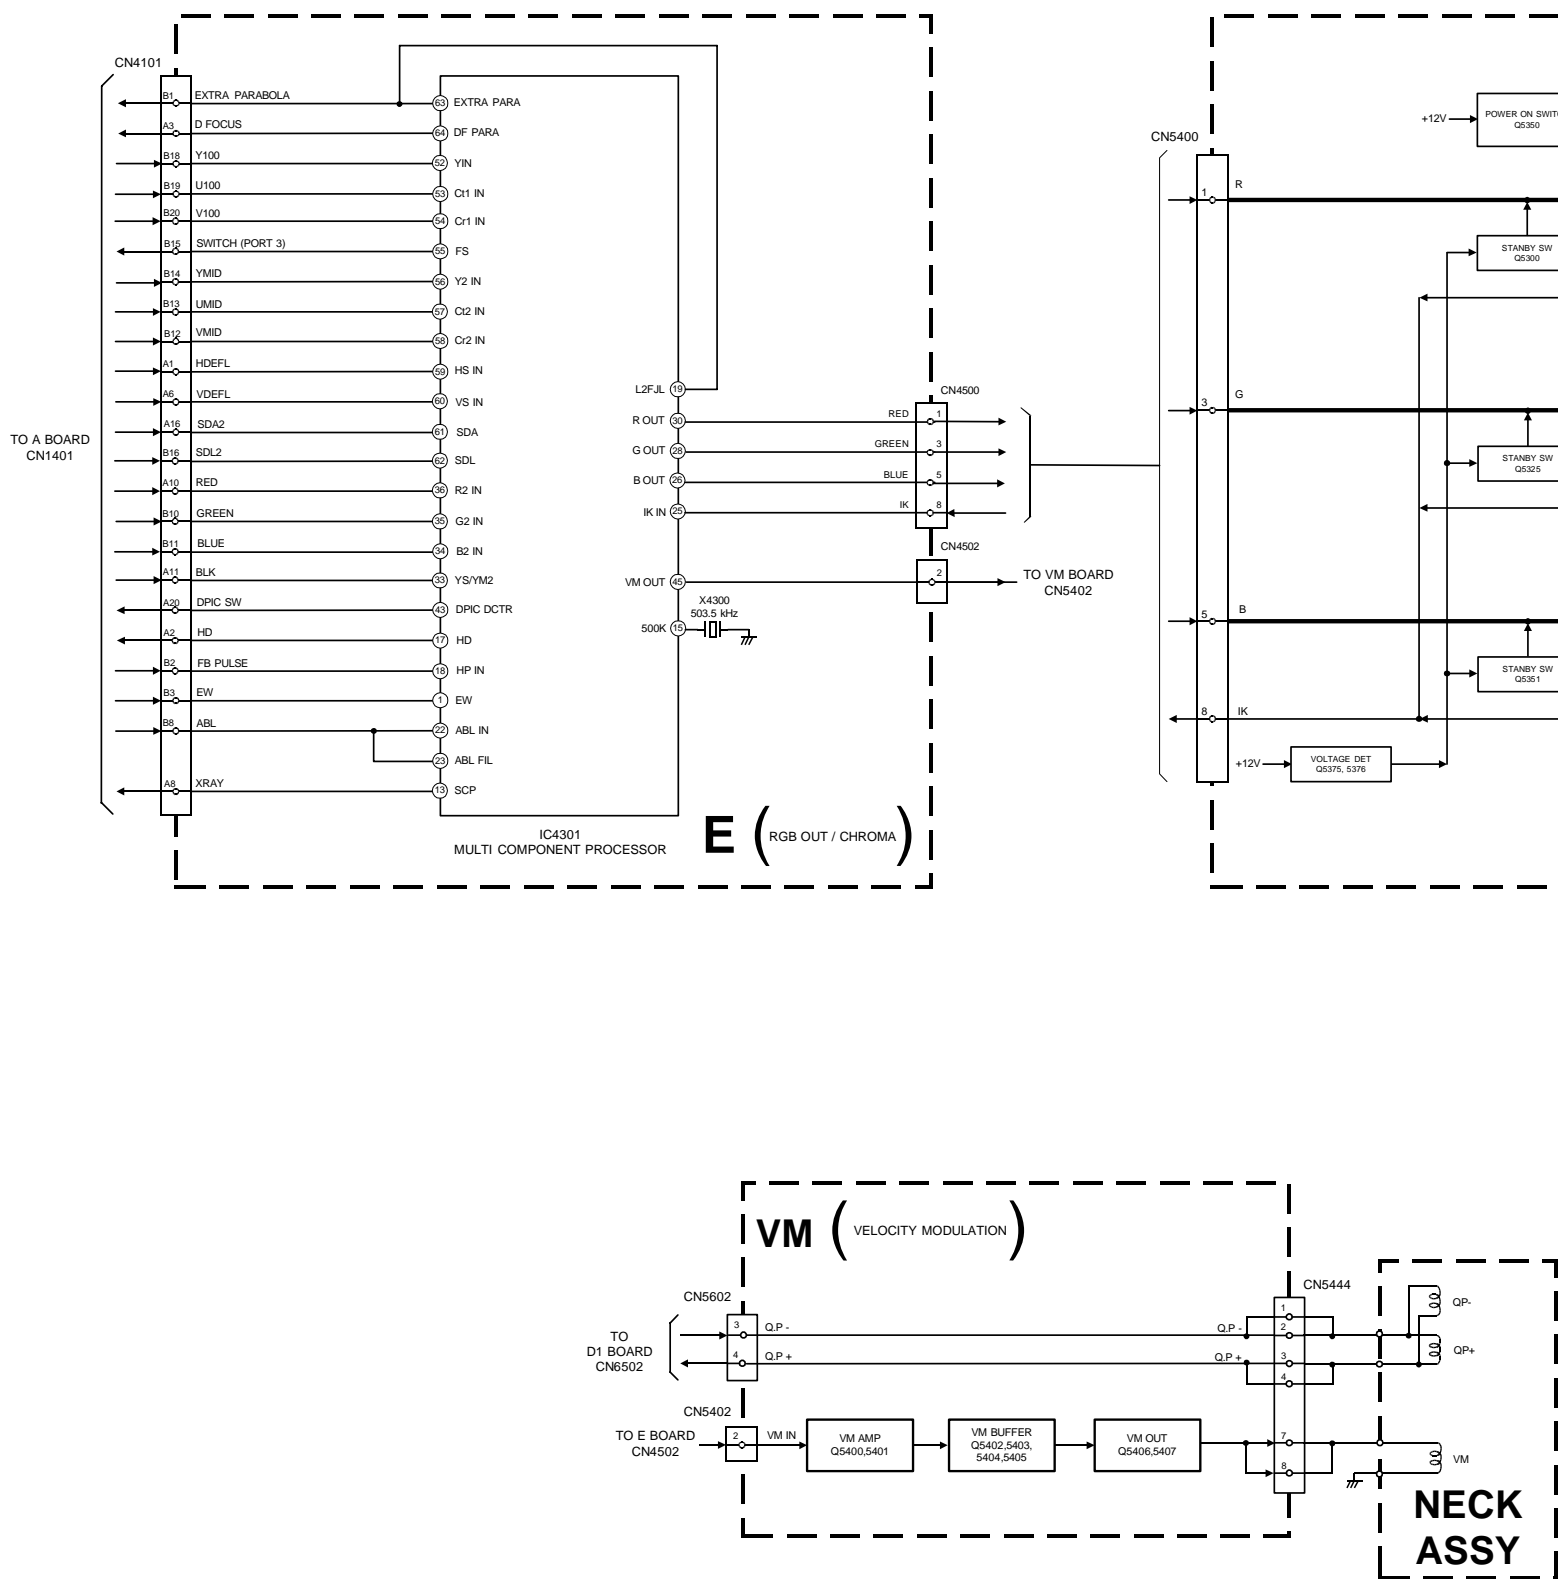 CN4101
B1 EXTRA PARABOLA 63 EXTRA PARA
A3 D FOCUS 64 DF PARA
B18 Y100 52 YIN
B19 U100 53 Ct1 IN
B20 V100 54 Cr1 IN
B15 SWITCH (PORT 3) 55 FS
B14 YMID 56 Y2 IN
B13 UMID 57 Ct2 IN
B12 VMID 58 Cr2 IN
A1 HDEFL 59 HS IN
A6 VDEFL 60 VS IN
A16 SDA2 61 SDA
B16 SDL2 62 SDL
A10 RED 36 R2 IN
B10 GREEN 35 G2 IN
B11 BLUE 34 B2 IN
A11 BLK 33 YS/YM2
A20 DPIC SW 43 DPIC DCTR
A2 HD 17 HD
B2 FB PULSE 18 HP IN
B3 EW 1 EW
B8 ABL 22 ABL IN
23 ABL FIL
A8 XRAY 13 SCP
TO A BOARD
CN1401
L2FJL 19
R OUT 30
G OUT 28
B OUT 26
IK IN 25
VM OUT 45
500K 15
X4300
503.5 kHz
CN4500
RED 1
GREEN 3
BLUE 5
IK 8
CN4502
2
TO VM BOARD
CN5402
IC4301
MULTI COMPONENT PROCESSOR
E ( RGB OUT / CHROMA )
CN5400
1 R
3 G
5 B
8 IK
+12V
POWER ON SWIT
Q5350
STANBY SW
Q5300
STANBY SW
Q5325
STANBY SW
Q5351
+12V
VOLTAGE DET
Q5375, 5376
VM ( VELOCITY MODULATION )
CN5602
3 Q.P -
4 Q.P +
TO
D1 BOARD
CN6502
CN5402
TO E BOARD
CN4502
2 VM IN
VM AMP
Q5400,5401
VM BUFFER
Q5402,5403,
5404,5405
VM OUT
Q5406,5407
CN5444
1
Q.P - 2
Q.P + 3
4
7
8
QP-
QP+
VM
NECK
ASSY